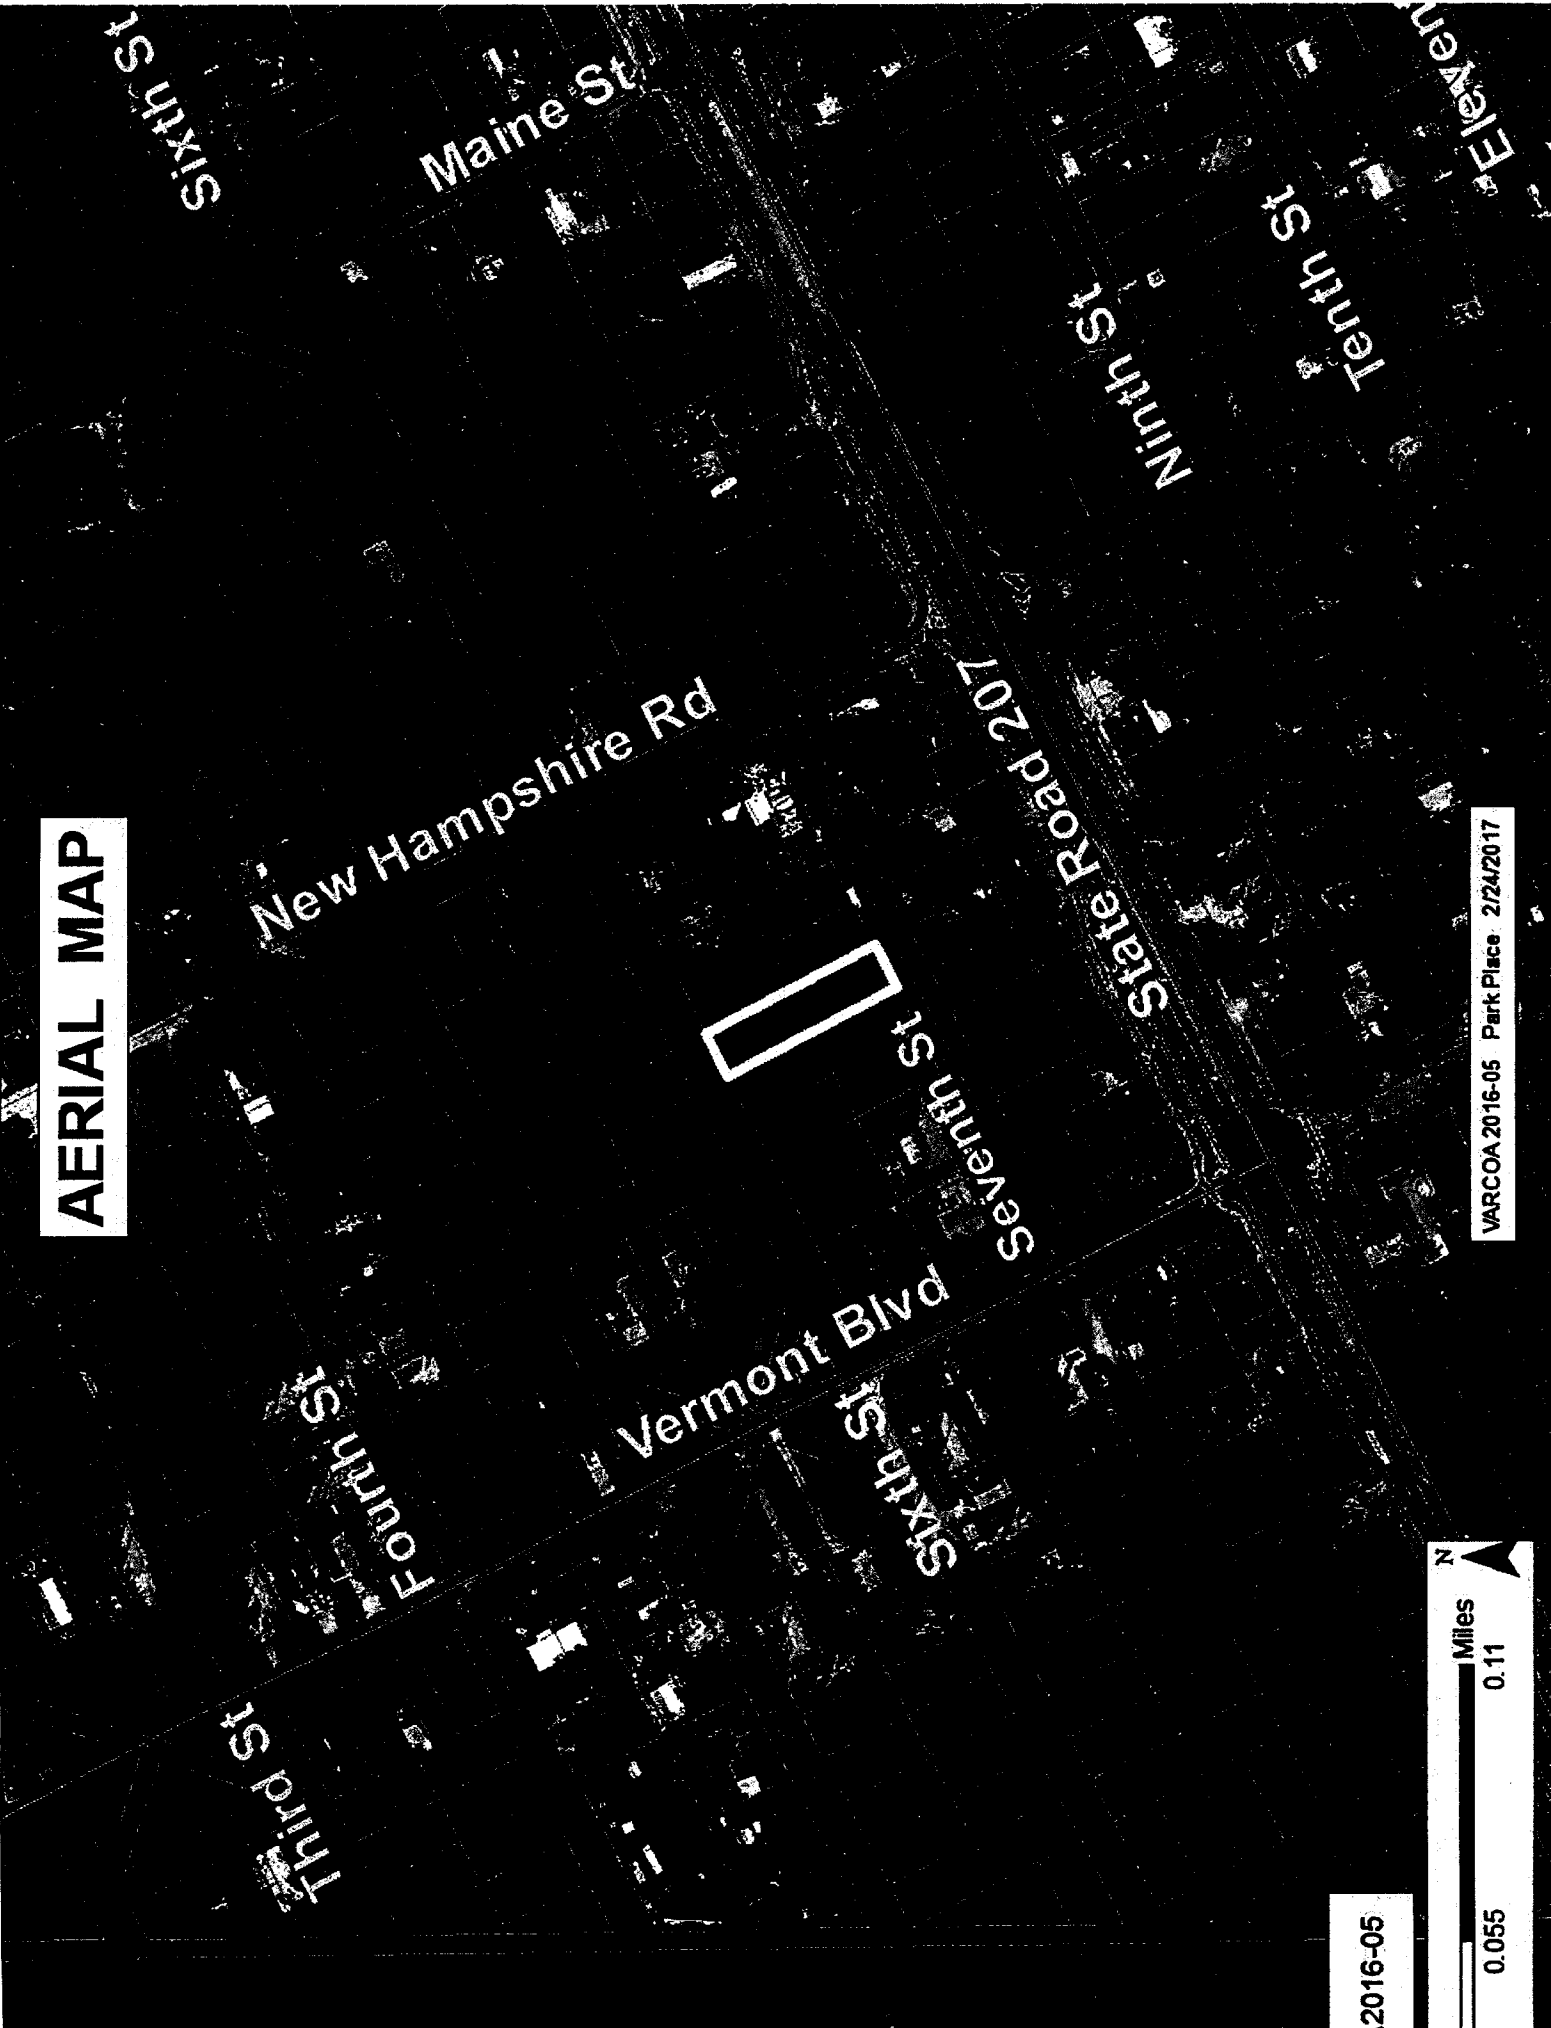 AERIAL MAP
Third St
Fourth St
Vermont Blvd
Sixth St
Seventh St
New Hampshire Rd
State Road 207
Maine St
Sixth St
Ninth St
Tenth St
2016-05
0.055
0.11
Miles
N
VARCOA 2016-05 Park Place 2/24/2017